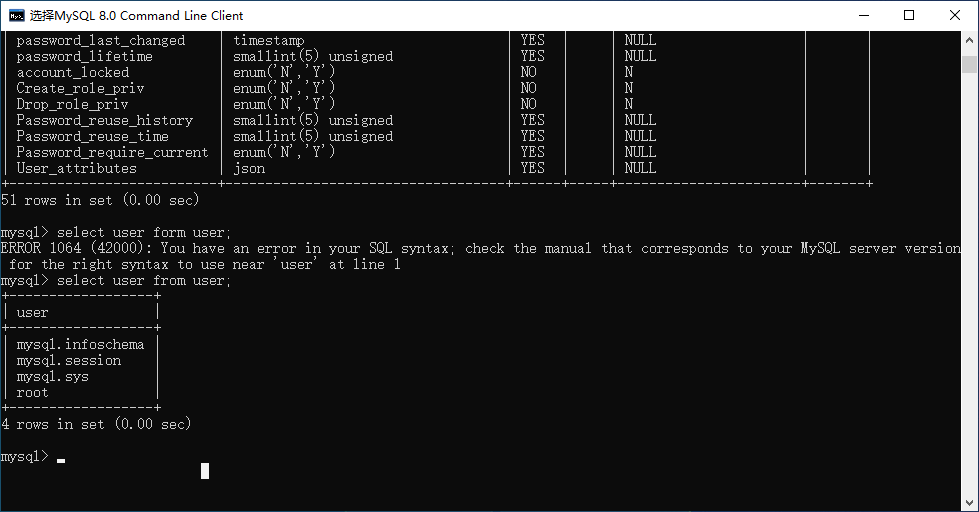 选择MySQL 8.0 Command Line Client
| password_last_changed    | timestamp                         | YES  |     | NULL                  |       |
| password_lifetime        | smallint(5) unsigned              | YES  |     | NULL                  |       |
| account_locked           | enum('N','Y')                     | NO   |     | N                     |       |
| Create_role_priv         | enum('N','Y')                     | NO   |     | N                     |       |
| Drop_role_priv           | enum('N','Y')                     | NO   |     | N                     |       |
| Password_reuse_history   | smallint(5) unsigned              | YES  |     | NULL                  |       |
| Password_reuse_time      | smallint(5) unsigned              | YES  |     | NULL                  |       |
| Password_require_current | enum('N','Y')                     | YES  |     | NULL                  |       |
| User_attributes          | json                              | YES  |     | NULL                  |       |
+--------------------------+-----------------------------------+------+-----+-----------------------+-------+
51 rows in set (0.00 sec)
mysql> select user form user;
ERROR 1064 (42000): You have an error in your SQL syntax; check the manual that corresponds to your MySQL server version
for the right syntax to use near 'user' at line 1
mysql> select user from user;
+------------------+
| user             |
+------------------+
| mysql.infoschema |
| mysql.session    |
| mysql.sys        |
| root             |
+------------------+
4 rows in set (0.00 sec)
mysql>